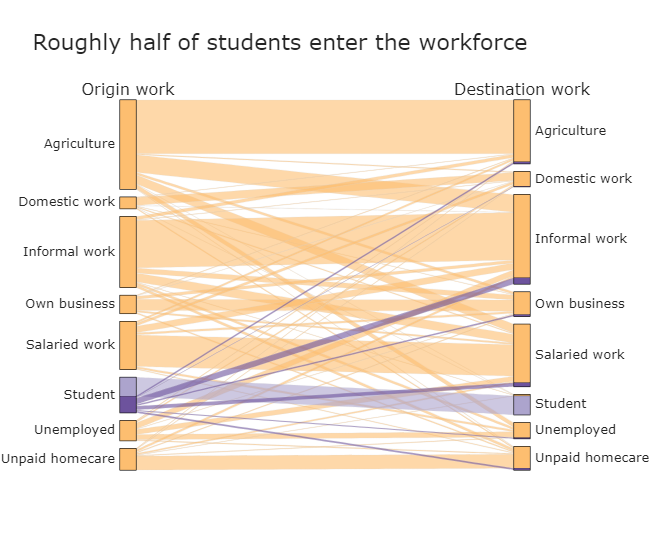 Roughly half of students enter the workforce
Origin work
Destination work
Agriculture
Domestic work
Informal work
Own business
Salaried work
Student
Unemployed
Unpaid homecare
Agriculture
Domestic work
Informal work
Own business
Salaried work
Student
Unemployed
Unpaid homecare